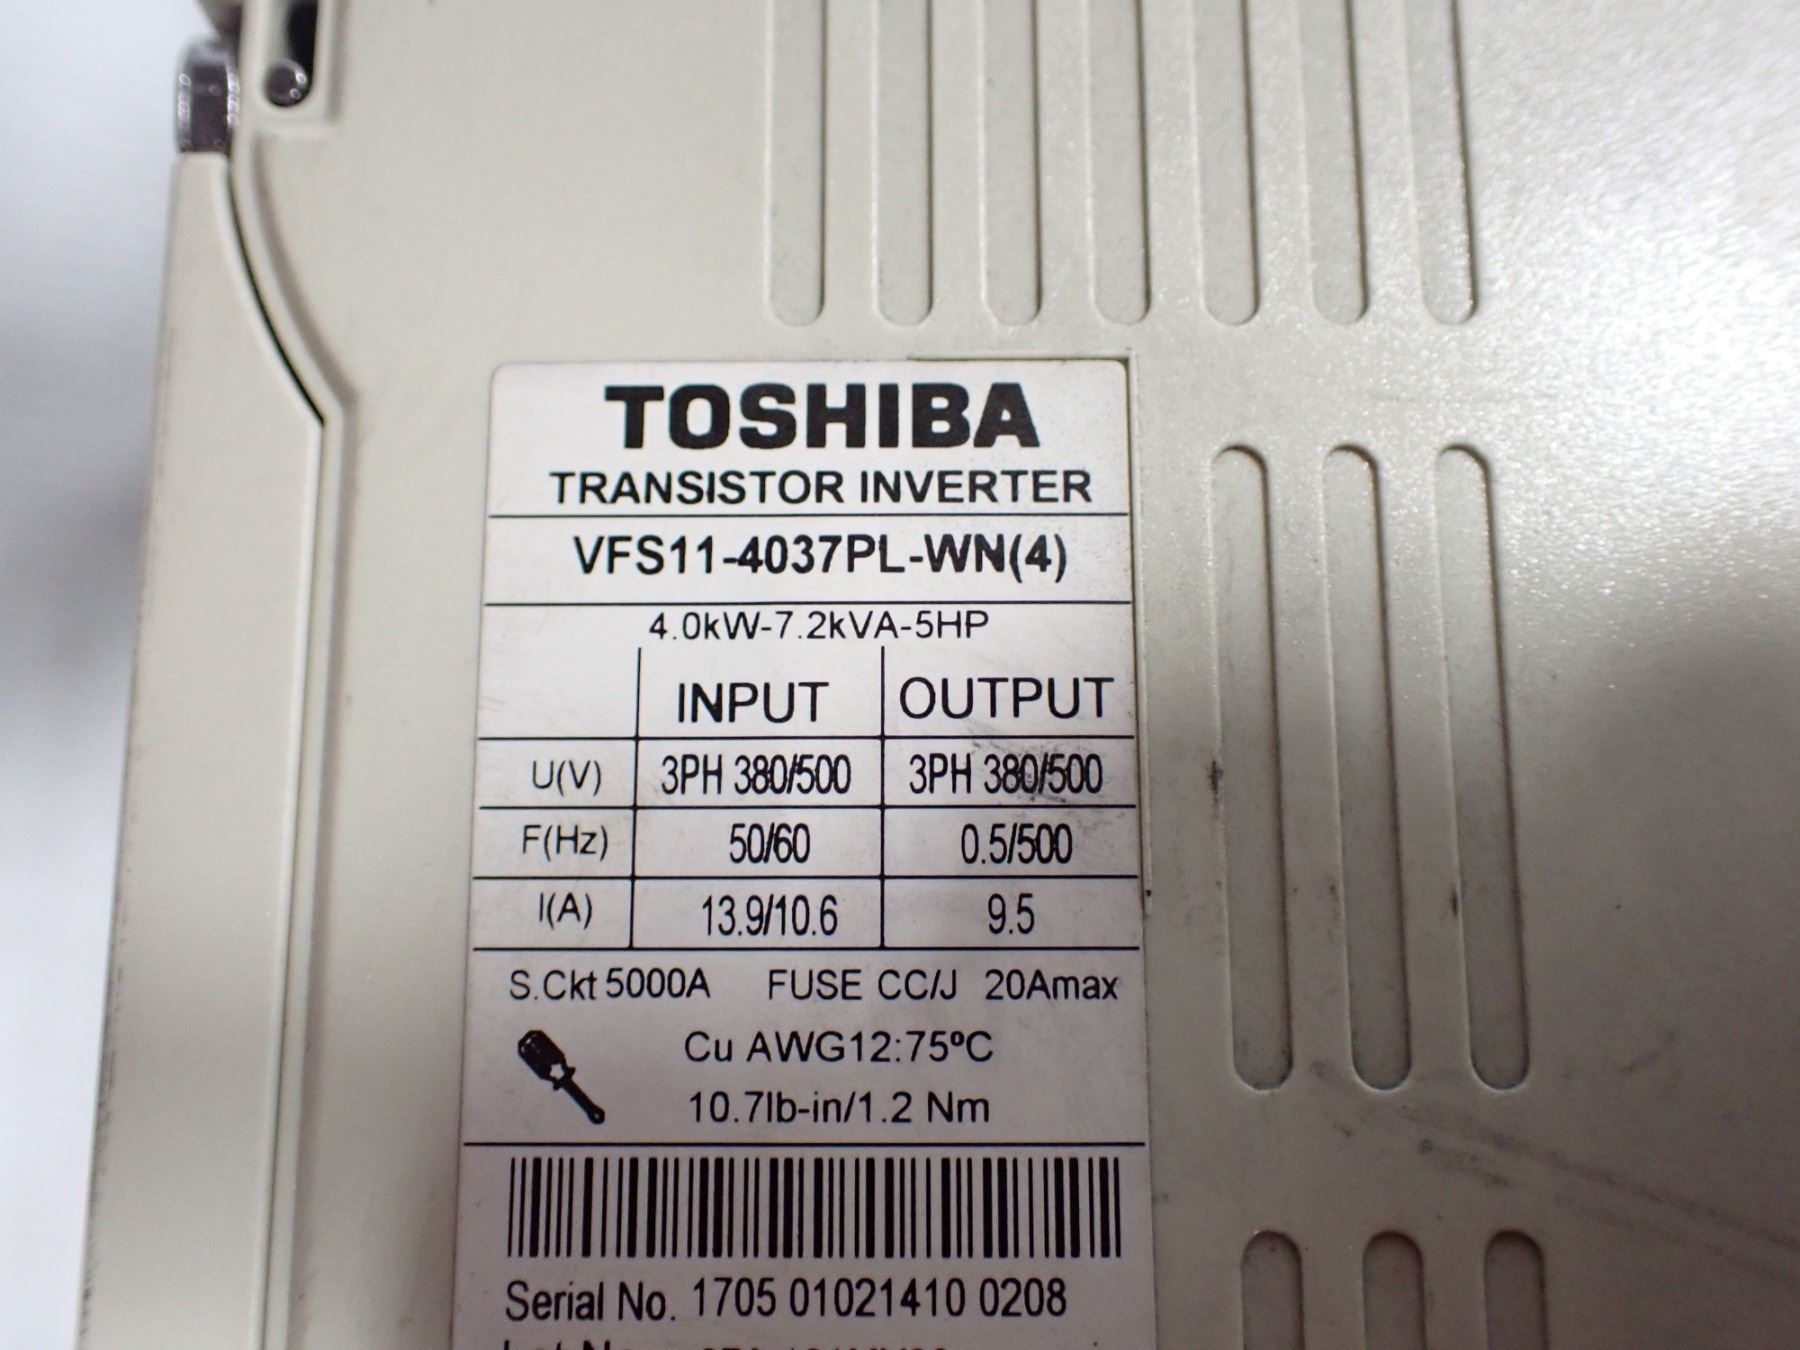 TOSHIBA
TRANSISTOR INVERTER
VFS11-4037PL-WN(4)
4.0kW-7.2kVA-5HP
INPUT OUTPUT
U(V) 3PH 380/500 3PH 380/500
F(Hz) 50/60 0.5/500
I(A) 13.9/10.6 9.5
S.Ckt 5000A FUSE CC/J 20Amax
Cu AWG12:75ºC
10.7lb-in/1.2 Nm
Serial No. 1705 01021410 0208